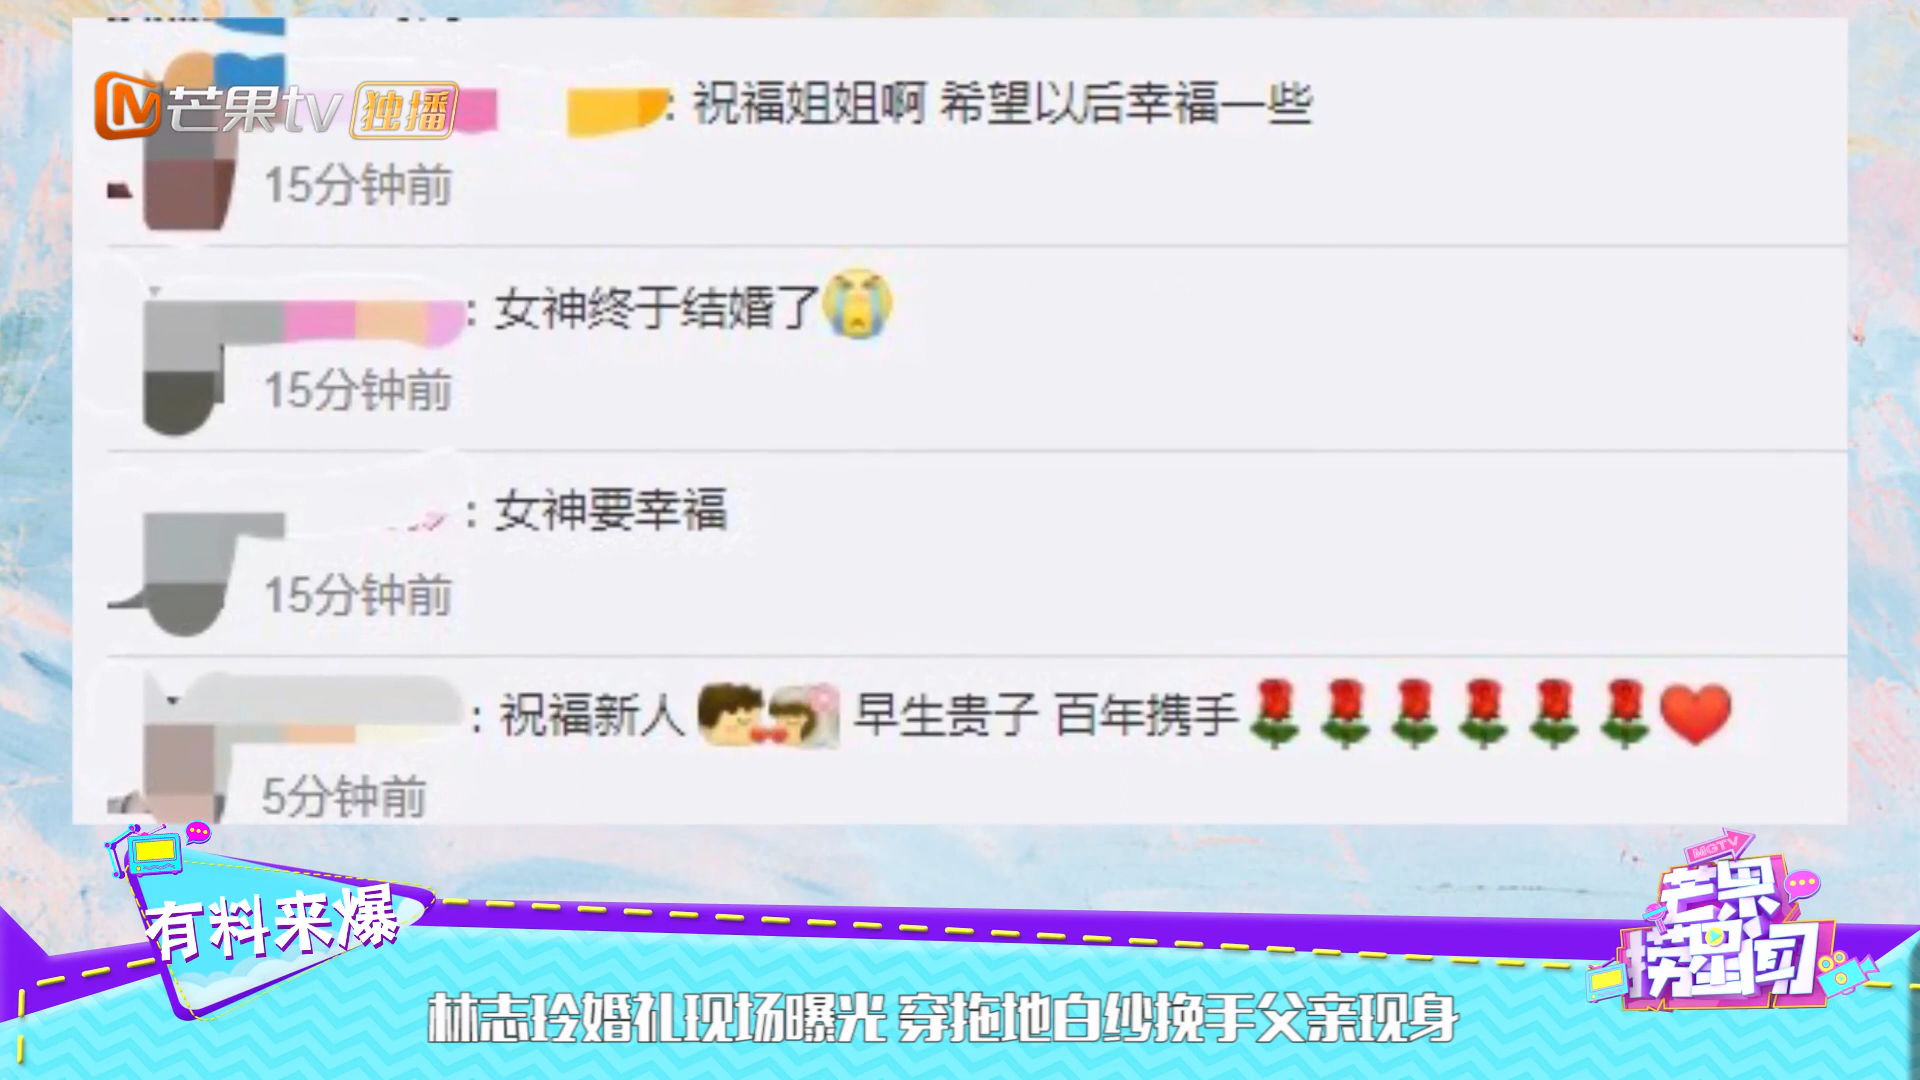 芒果tv 独播
: 祝福姐姐啊 希望以后幸福一些
15分钟前
: 女神终于结婚了
15分钟前
: 女神要幸福
15分钟前
: 祝福新人 早生贵子 百年携手
5分钟前
有料来爆
MGTV
芒果
捞星闻
林志玲婚礼现场曝光 穿拖地白纱挽手父亲现身